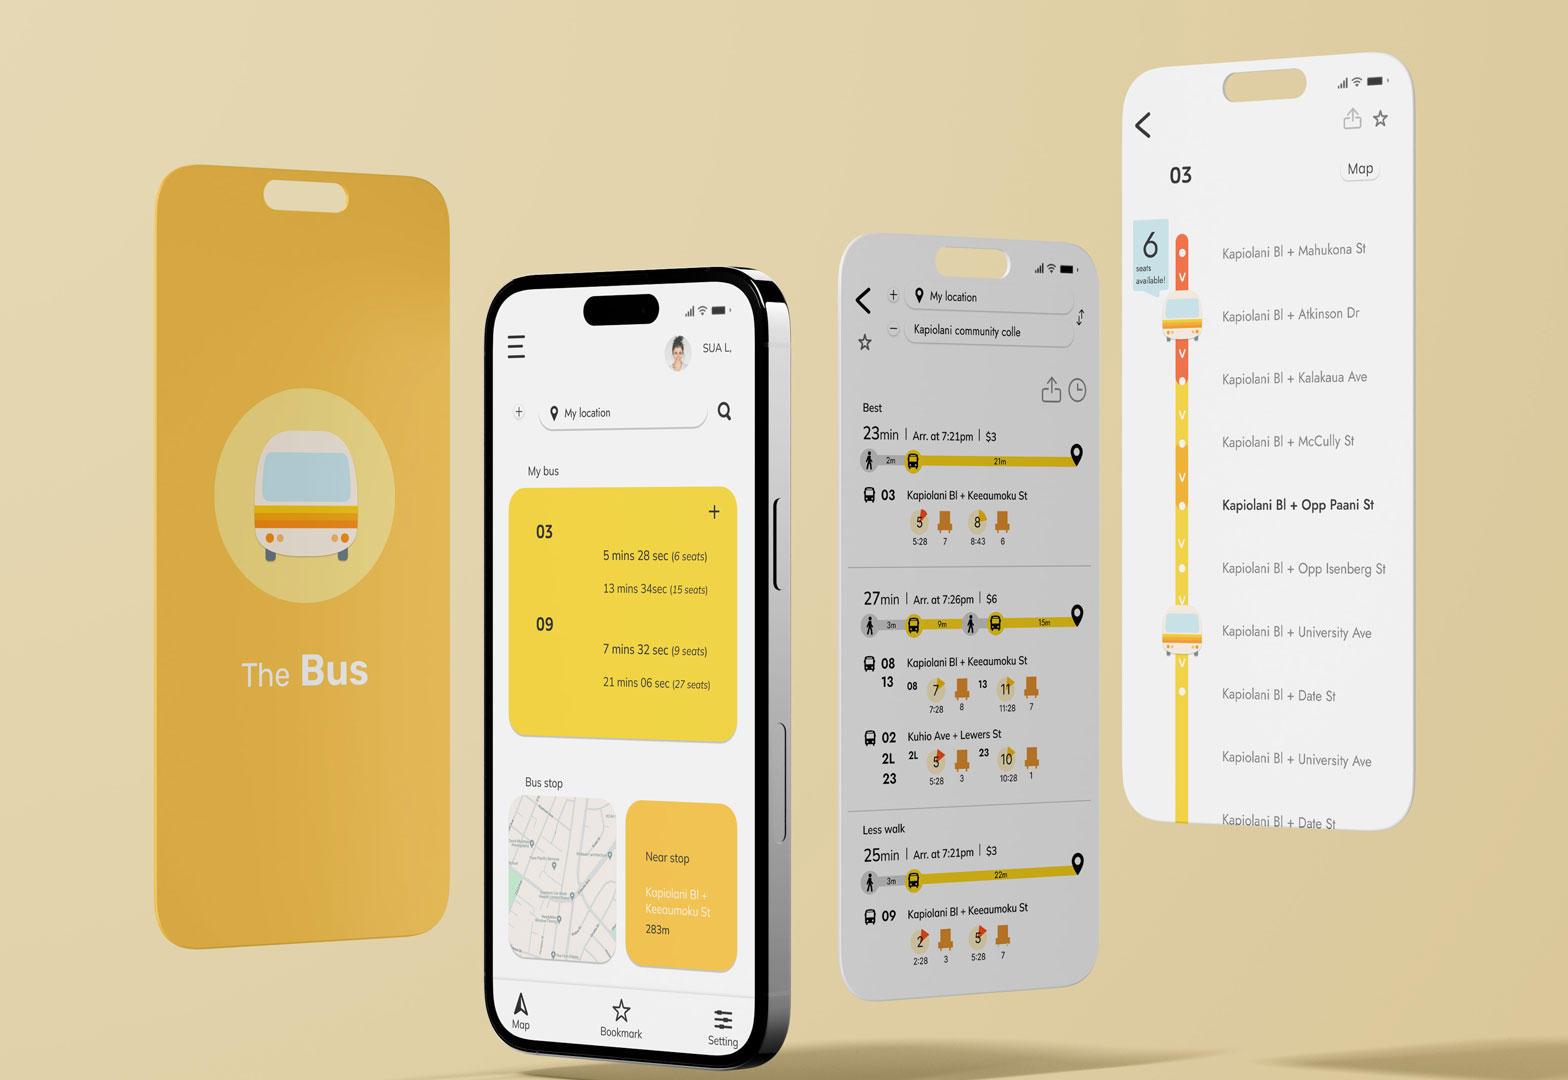 The Bus
SUA L,
My location
My bus
03
5 mins 28 sec (6 seats)
13 mins 34sec (15 seats)
09
7 mins 32 sec (9 seats)
21 mins 06 sec (27 seats)
Bus stop
Near stop
Kapiolani Bl +
Keeaumoku St
283m
Map
Bookmark
Setting
My location
Kapiolani community colle
Best
23min | Arr. at 7:21pm | $3
2m
21m
03 Kapiolani Bl + Keeaumoku St
5 8
5:28 7 8:43 6
27min | Arr. at 7:26pm | $6
3m 9m 15m
08 Kapiolani Bl + Keeaumoku St
13 08 7 13 11
7:28 8 11:28 7
02 Kuhio Ave + Lewers St
2L 2L 5 23 10
23 5:28 3 10:28 1
Less walk
25min | Arr. at 7:21pm | $3
3m 22m
09 Kapiolani Bl + Keeaumoku St
2 5
2:28 3 5:28 7
03
Map
6
seats
available!
Kapiolani Bl + Mahukona St
Kapiolani Bl + Atkinson Dr
Kapiolani Bl + Kalakaua Ave
Kapiolani Bl + McCully St
Kapiolani Bl + Opp Paani St
Kapiolani Bl + Opp Isenberg St
Kapiolani Bl + University Ave
Kapiolani Bl + Date St
Kapiolani Bl + University Ave
Kapiolani Bl + Date St